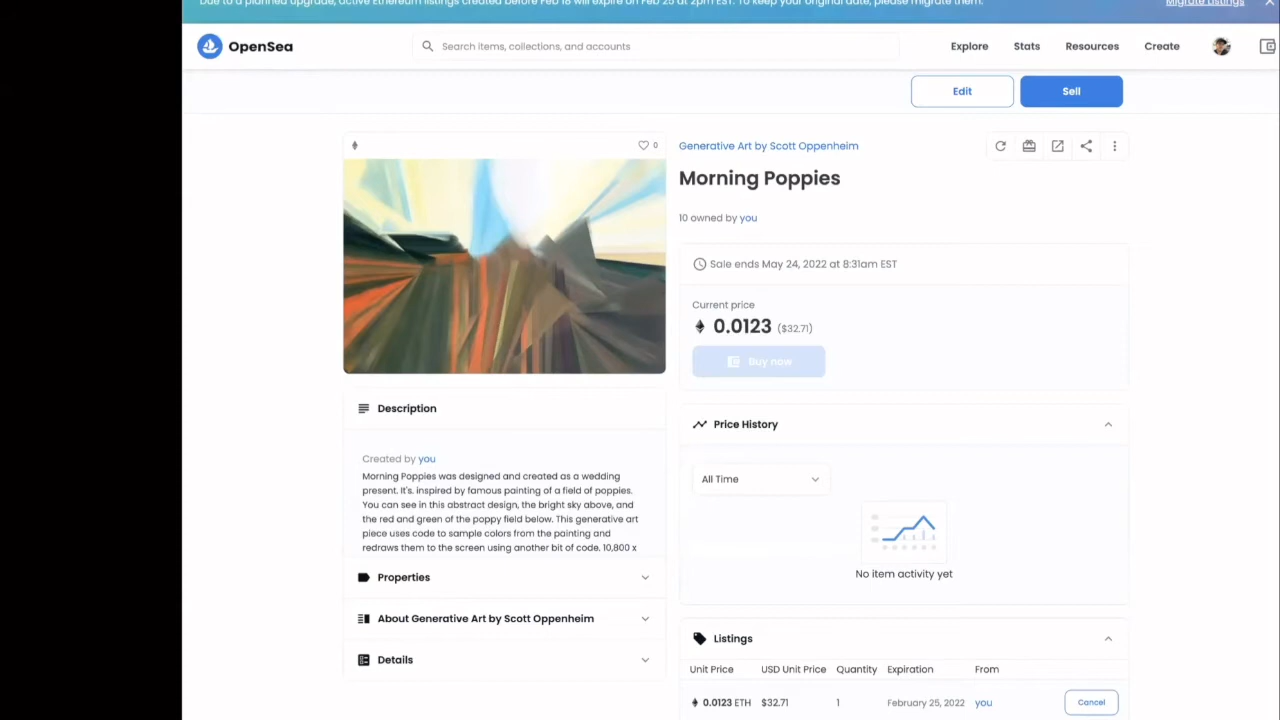 Due to a planned upgrade, active Ethereum listings created before Feb 18 will expire on Feb 25 at 2pm EST. To keep your original date, please migrate them.
Migrate Listings
OpenSea
Search items, collections, and accounts
Explore
Stats
Resources
Create
Edit
Sell
0
Generative Art by Scott Oppenheim
Morning Poppies
10 owned by you
Sale ends May 24, 2022 at 8:31am EST
Current price
0.0123 ($32.71)
Buy now
Description
Created by you
Morning Poppies was designed and created as a wedding
present. It's. inspired by famous painting of a field of poppies.
You can see in this abstract design, the bright sky above, and
the red and green of the poppy field below. This generative art
piece uses code to sample colors from the painting and
redraws them to the screen using another bit of code. 10,800 x
Properties
About Generative Art by Scott Oppenheim
Details
Price History
All Time
No item activity yet
Listings
Unit Price USD Unit Price Quantity Expiration From
0.0123 ETH $32.71 1 February 25, 2022 you Cancel